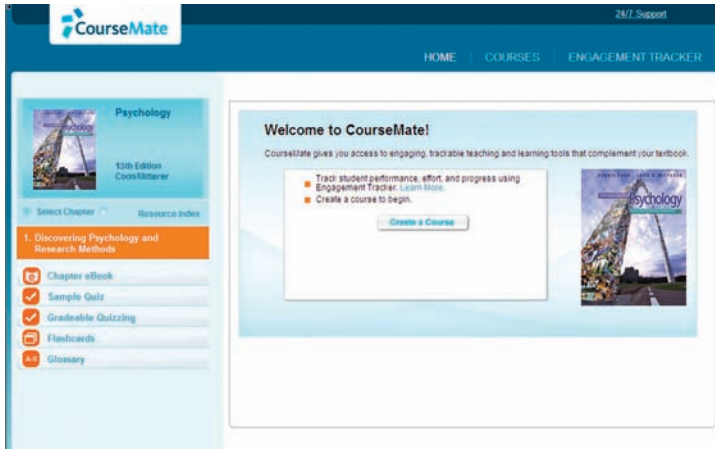 CourseMate
24/7 Support
HOME
COURSES
ENGAGEMENT TRACKER
Psychology
Psychology
13th Edition
Coon/Mitterer
Select Chapter
Resource Index
1. Discovering Psychology and
Research Methods
Chapter eBook
Sample Quiz
Gradeable Quizzing
Flashcards
A-Z Glossary
Welcome to CourseMate!
CourseMate gives you access to engaging, trackable teaching and learning tools that complement your textbook.
Track student performance, effort, and progress using
Engagement Tracker. Learn More.
Create a course to begin.
Create a Course
Psychology